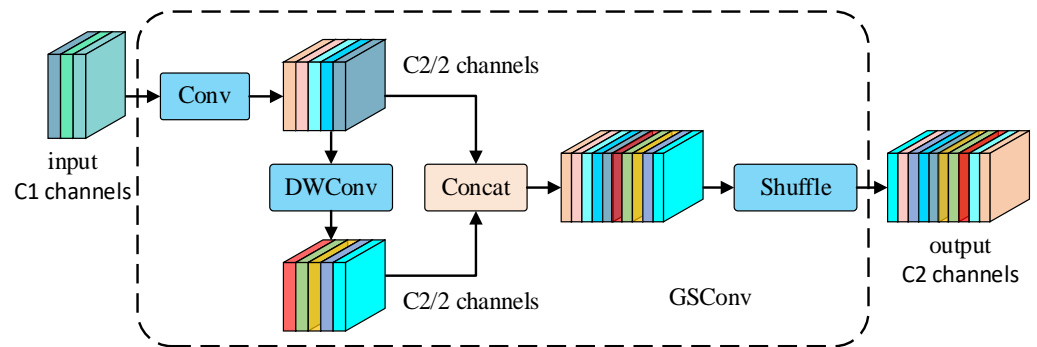 C2/2 channels
Conv
input
C1 channels
DWConv
Concat
Shuffle
output
C2 channels
C2/2 channels
GSConv